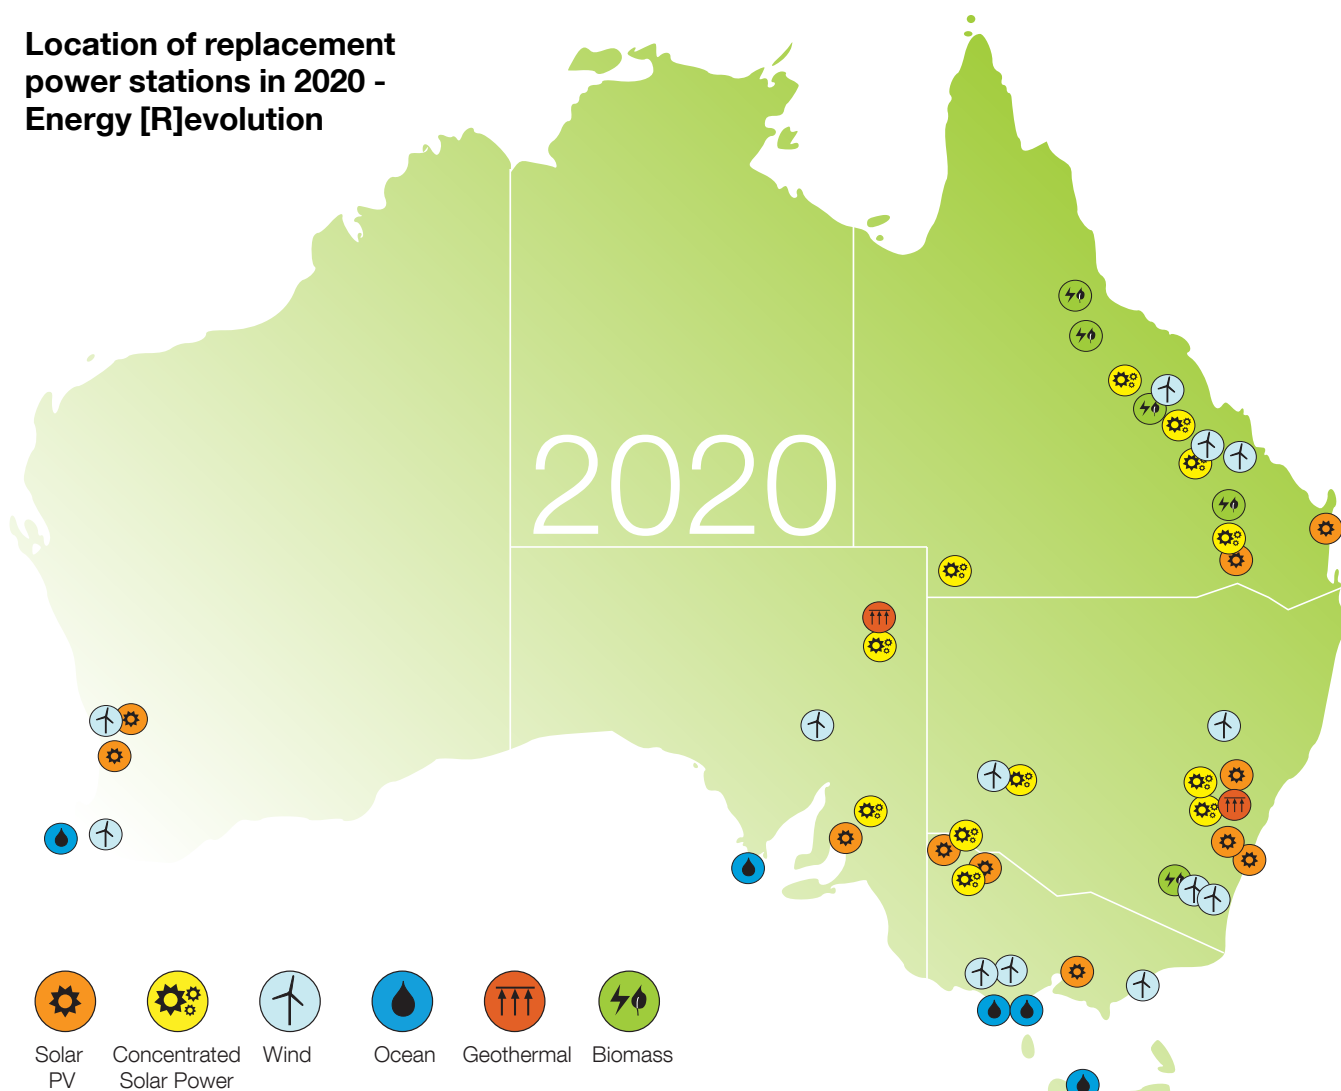 Location of replacement
power stations in 2020 -
Energy [R]evolution
2020
Solar
PV
Concentrated
Solar Power
Wind
Ocean
Geothermal
Biomass